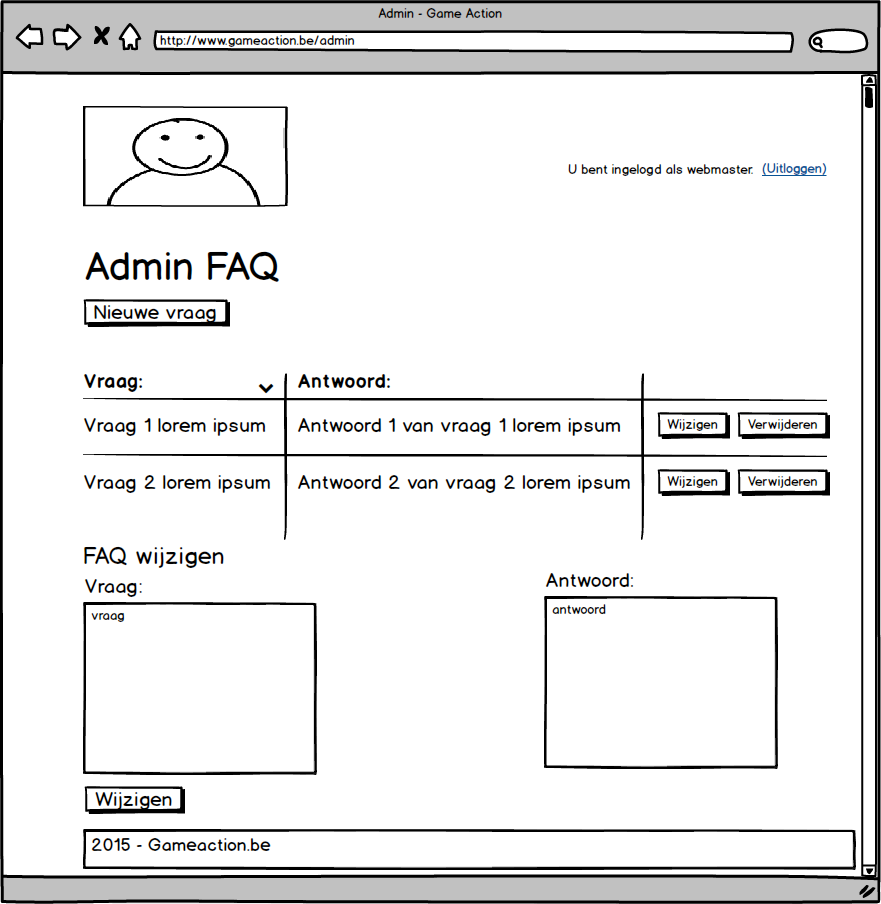 Admin - Game Action
http://www.gameaction.be/admin
U bent ingelogd als webmaster. (Uitloggen)
Admin FAQ
Nieuwe vraag
Vraag: Antwoord:
Vraag 1 lorem ipsum Antwoord 1 van vraag 1 lorem ipsum Wijzigen Verwijderen
Vraag 2 lorem ipsum Antwoord 2 van vraag 2 lorem ipsum Wijzigen Verwijderen
FAQ wijzigen
Vraag: Antwoord:
vraag antwoord
Wijzigen
2015 - Gameaction.be